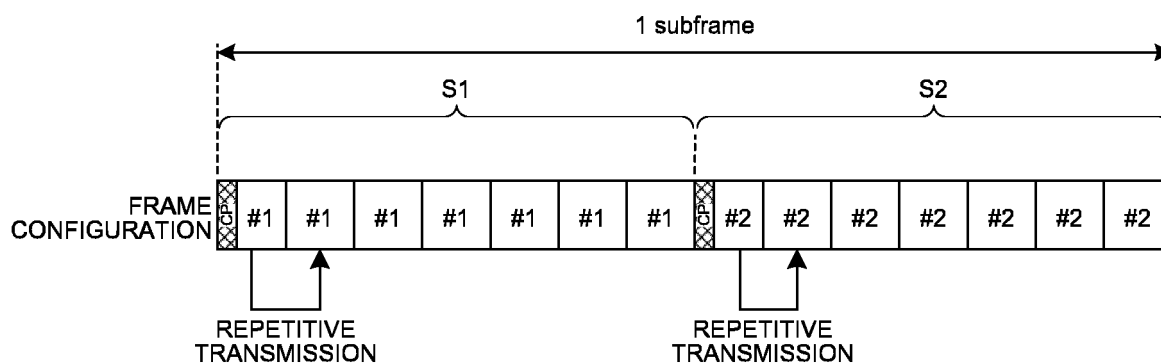 1 subframe
S1 S2
FRAME
CONFIGURATION
CP #1 #1 #1 #1 #1 #1 #1 CP #2 #2 #2 #2 #2 #2 #2
REPETITIVE
TRANSMISSION
REPETITIVE
TRANSMISSION